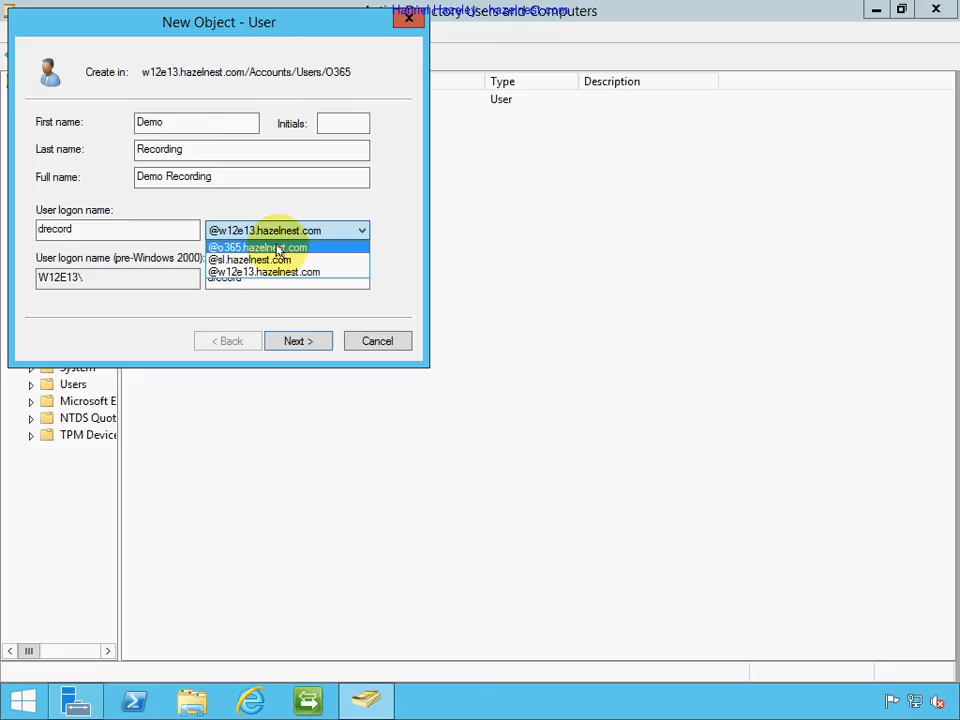 Active Directory Users and Computers
New Object - User
Create in: w12e13.hazelnest.com/Accounts/Users/O365
First name: Demo Initials:
Last name: Recording
Full name: Demo Recording
User logon name:
drecord @w12e13.hazelnest.com
@o365.hazelnest.com
@sl.hazelnest.com
@w12e13.hazelnest.com
User logon name (pre-Windows 2000):
W12E13\ drecord
< Back Next > Cancel
Type Description
User
System
Users
Microsoft E
NTDS Quot
TPM Device